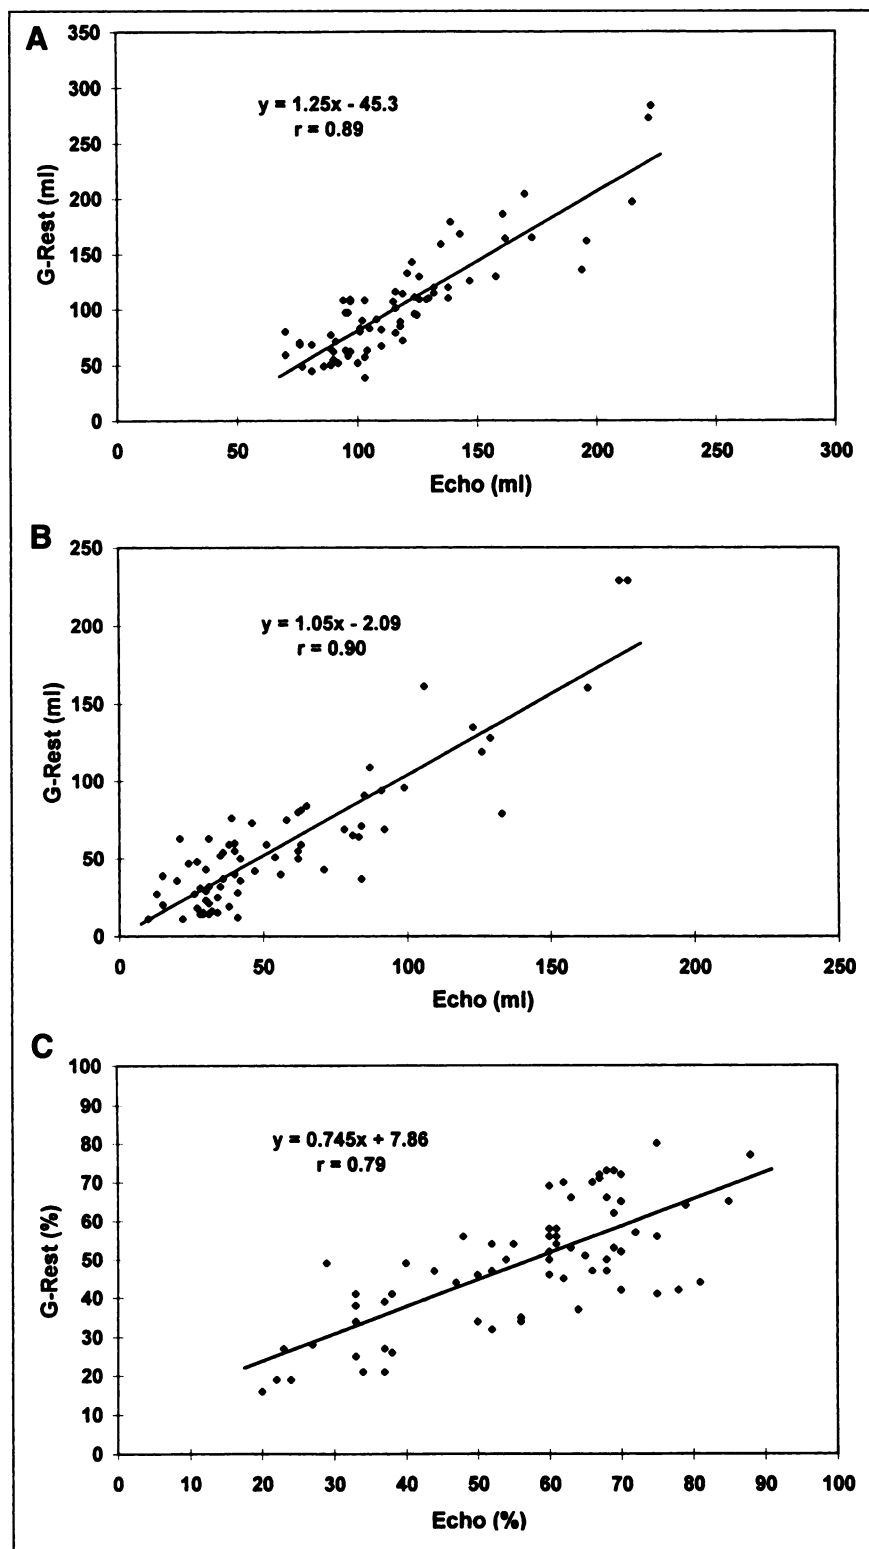 A
350
300
250
200
150
100
50
0
G-Rest (ml)
y = 1.25x - 45.3
r = 0.89
0 50 100 150 200 250 300
Echo (ml)
B
250
200
150
100
50
0
G-Rest (ml)
y = 1.05x - 2.09
r = 0.90
0 50 100 150 200 250
Echo (ml)
C
100
90
80
70
60
50
40
30
20
10
0
G-Rest (%)
y = 0.745x + 7.86
r = 0.79
0 10 20 30 40 50 60 70 80 90 100
Echo (%)